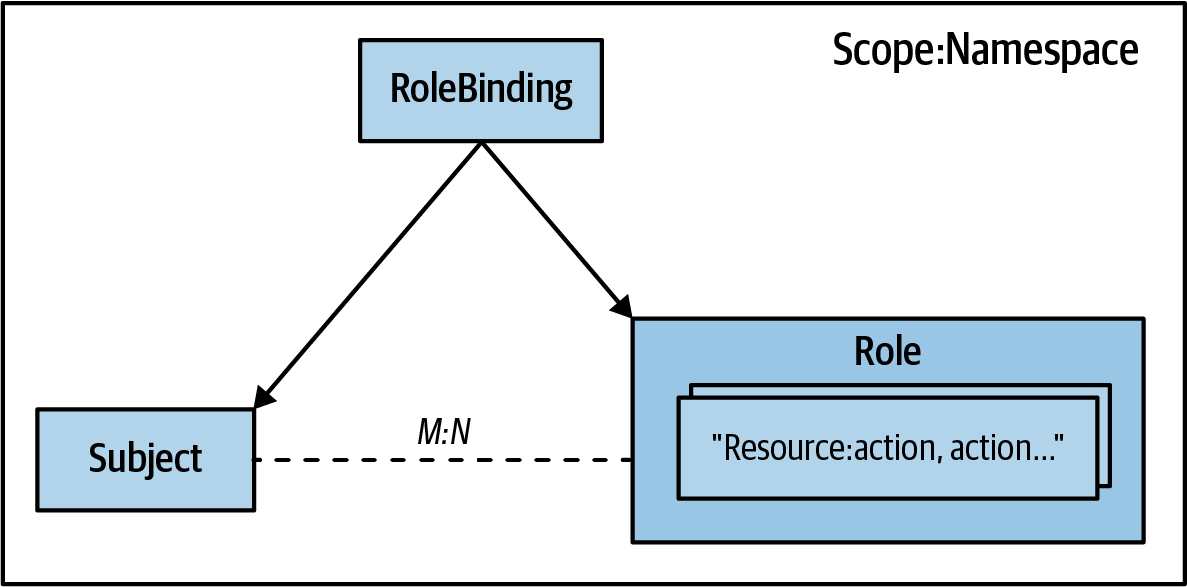 Scope:Namespace
RoleBinding
Role
M:N
Subject
"Resource:action, action..."